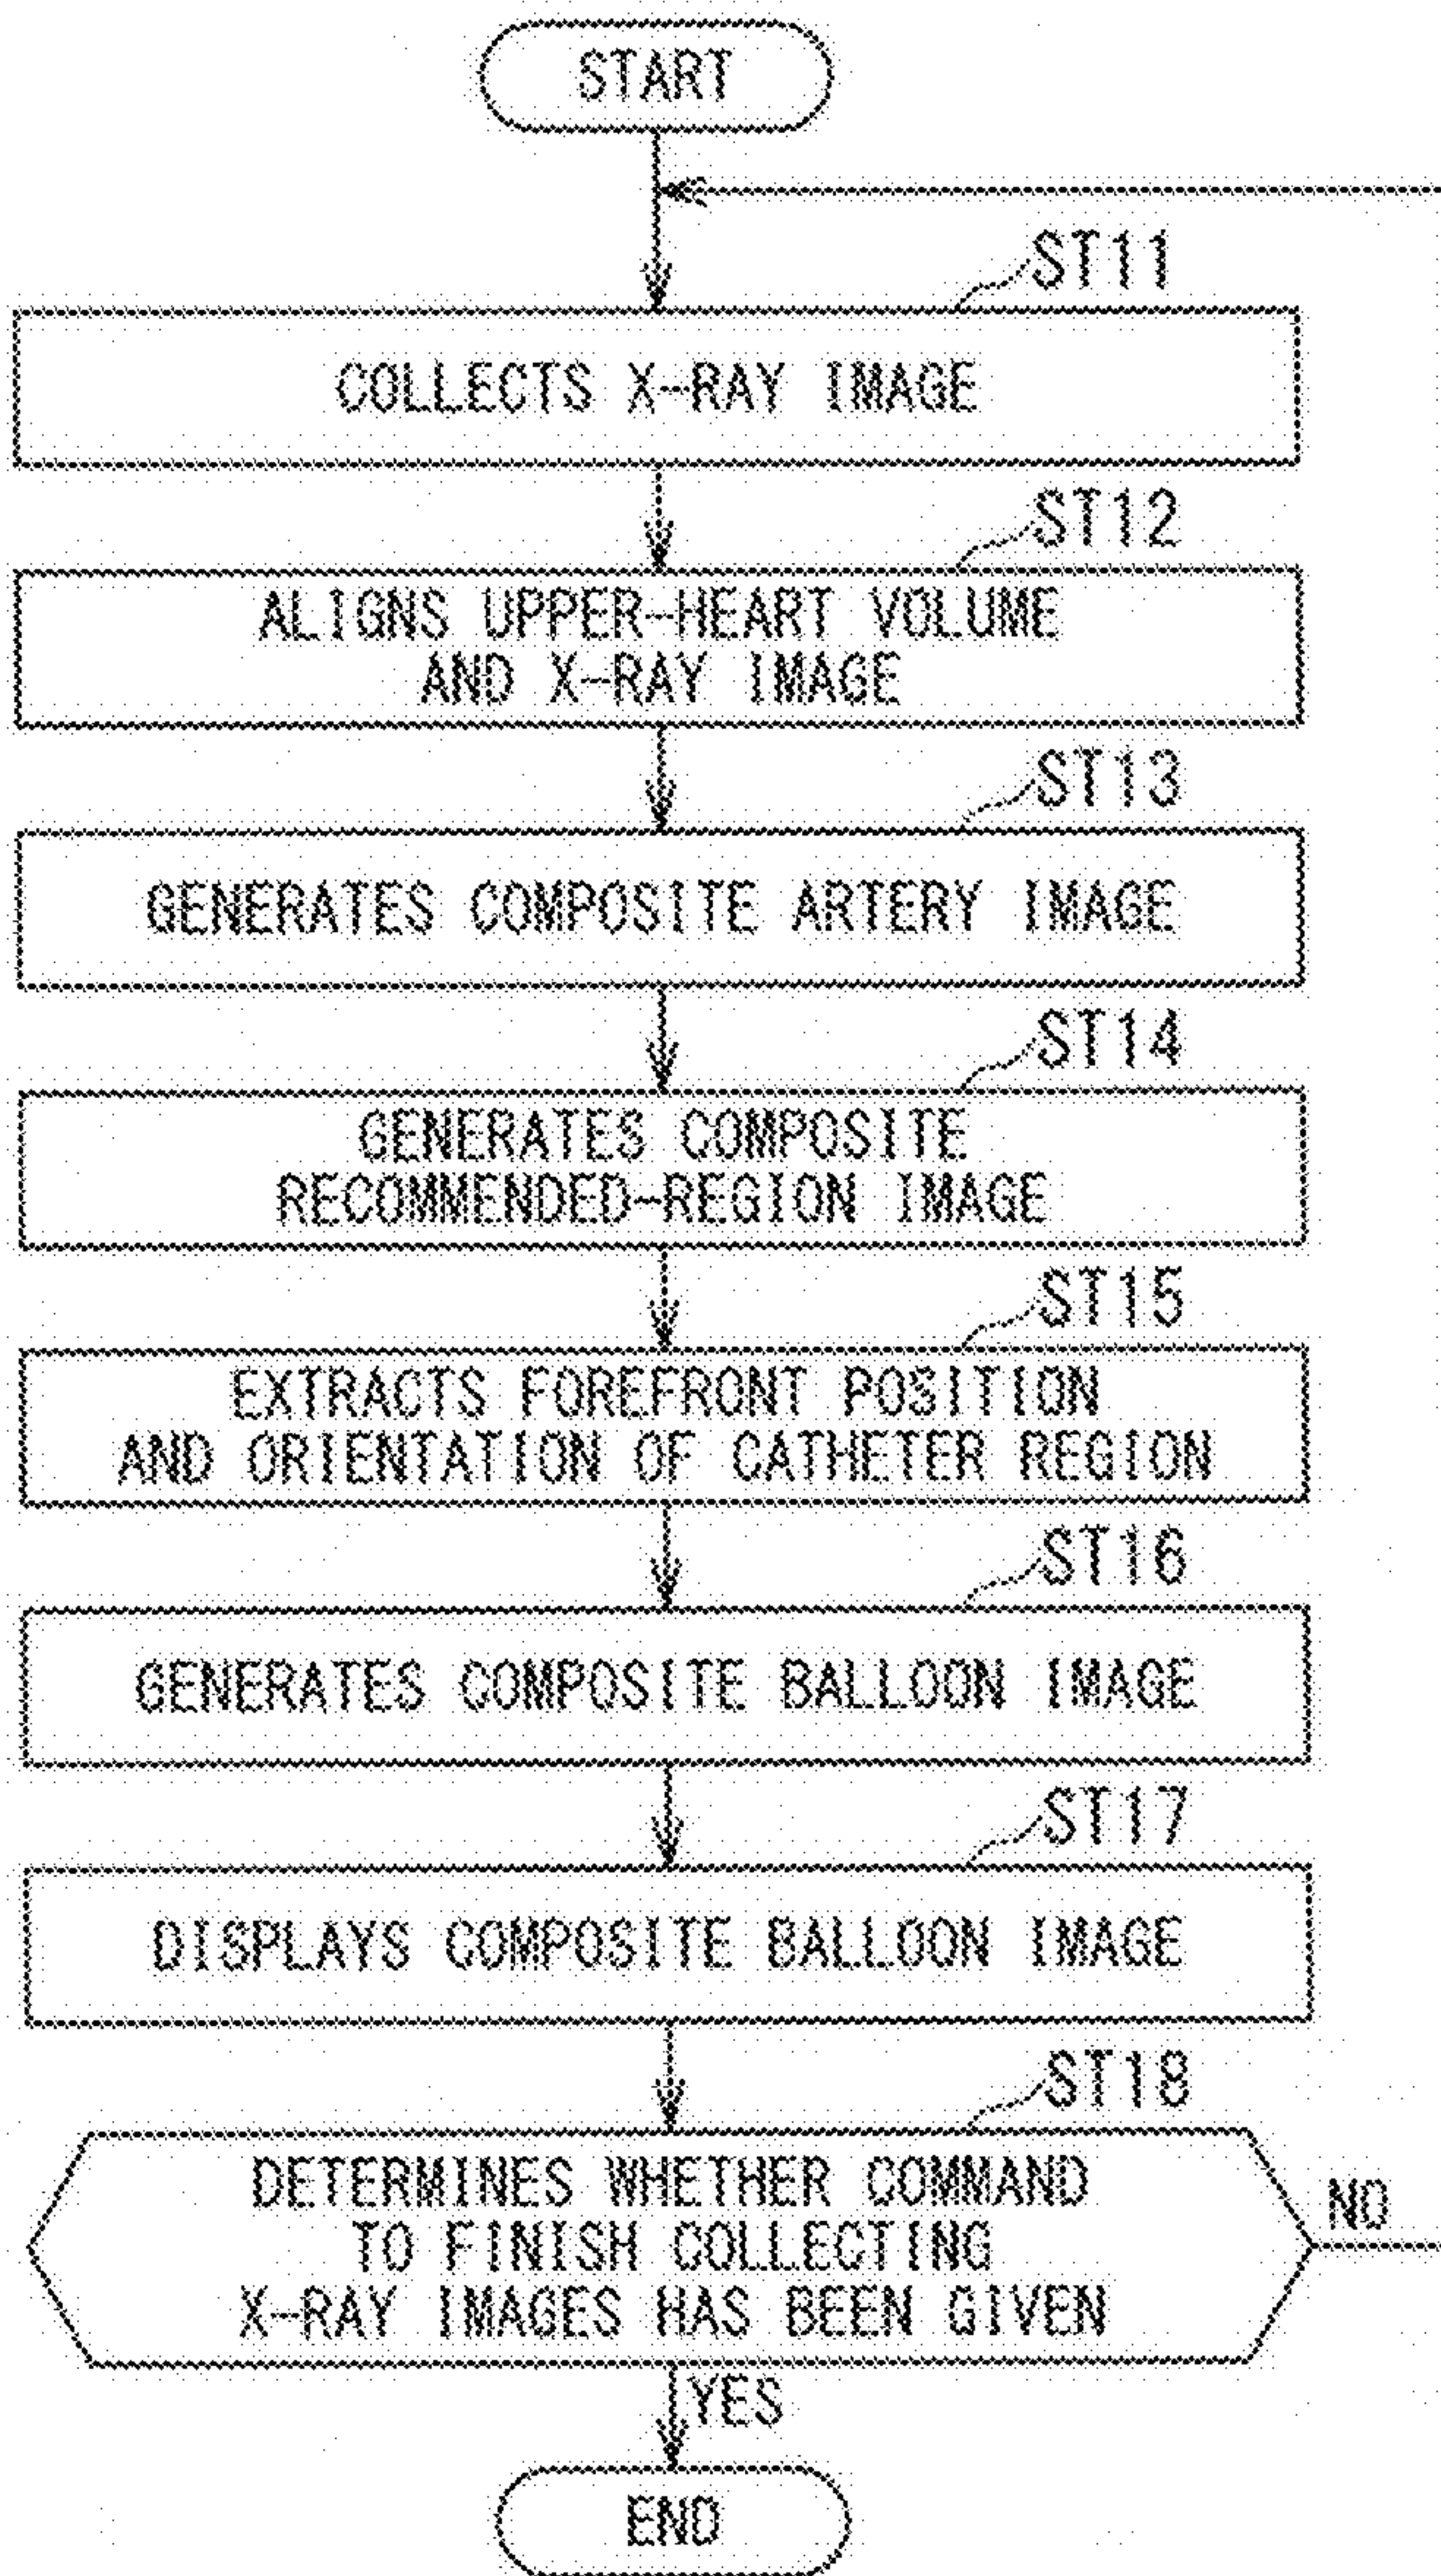 START
ST11
COLLECTS X-RAY IMAGE
ST12
ALIGNS UPPER-HEART VOLUME
AND X-RAY IMAGE
ST13
GENERATES COMPOSITE ARTERY IMAGE
ST14
GENERATES COMPOSITE
RECOMMENDED-REGION IMAGE
ST15
EXTRACTS FOREFRONT POSITION
AND ORIENTATION OF CATHETER REGION
ST16
GENERATES COMPOSITE BALLOON IMAGE
ST17
DISPLAYS COMPOSITE BALLOON IMAGE
ST18
DETERMINES WHETHER COMMAND
TO FINISH COLLECTING
X-RAY IMAGES HAS BEEN GIVEN
NO
YES
END